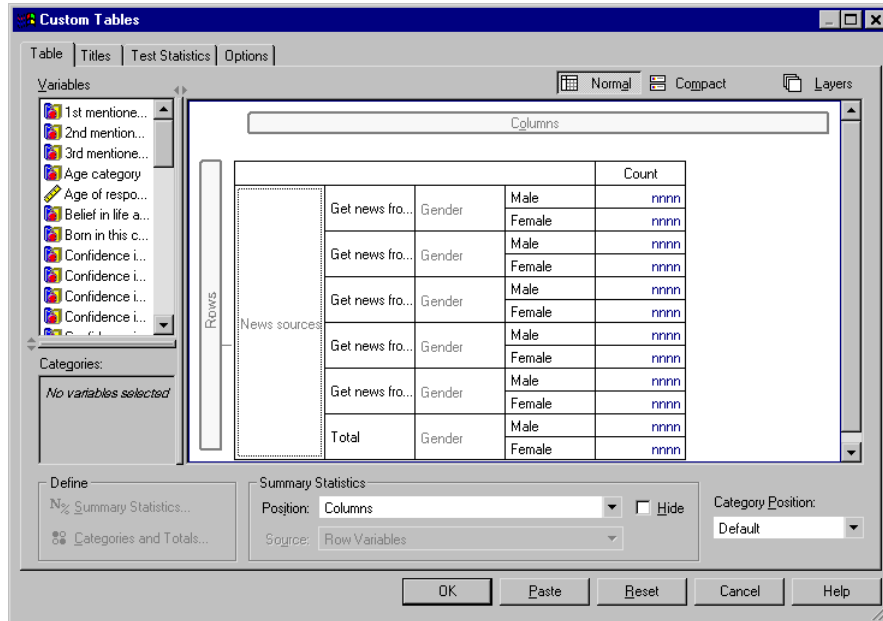 Custom Tables
Table Titles Test Statistics Options
Variables
Normal Compact Layers
1st mentione...
2nd mention...
3rd mentione...
Age category
Age of respo...
Belief in life a...
Born in this c...
Confidence i...
Confidence i...
Confidence i...
Confidence i...
Categories:
No variables selected
Columns
Rows
Count
News sources
Get news fro... Gender Male nnnn
Female nnnn
Get news fro... Gender Male nnnn
Female nnnn
Get news fro... Gender Male nnnn
Female nnnn
Get news fro... Gender Male nnnn
Female nnnn
Get news fro... Gender Male nnnn
Female nnnn
Total Gender Male nnnn
Female nnnn
Define
N% Summary Statistics...
Categories and Totals...
Summary Statistics
Position: Columns Hide
Source: Row Variables
Category Position:
Default
OK Paste Reset Cancel Help